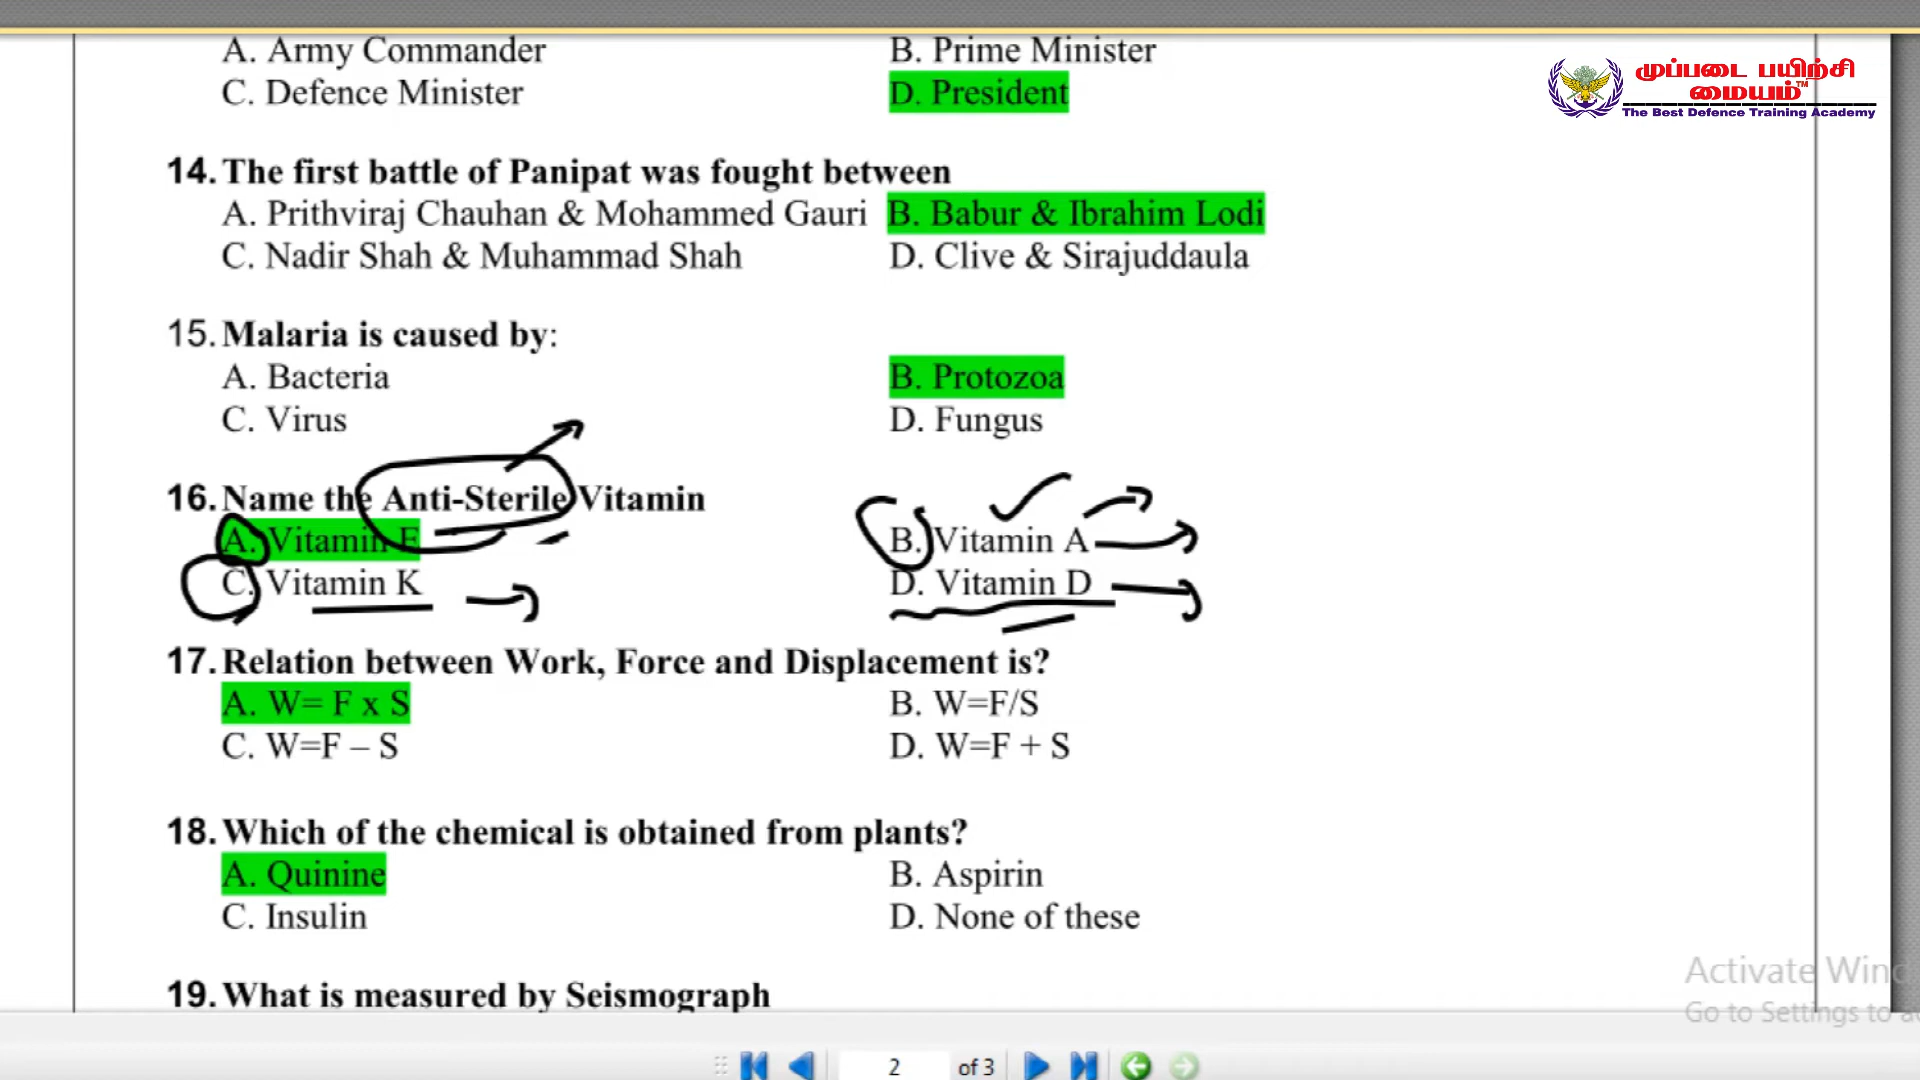 A. Army Commander B. Prime Minister
C. Defence Minister D. President
முப்படை பயிற்சி
மையம்™
The Best Defence Training Academy
14. The first battle of Panipat was fought between
A. Prithviraj Chauhan & Mohammed Gauri B. Babur & Ibrahim Lodi
C. Nadir Shah & Muhammad Shah D. Clive & Sirajuddaula
15. Malaria is caused by:
A. Bacteria B. Protozoa
C. Virus D. Fungus
16. Name the Anti-Sterile Vitamin
A. Vitamin E B. Vitamin A
C. Vitamin K D. Vitamin D
17. Relation between Work, Force and Displacement is?
A. W= F x S B. W=F/S
C. W=F – S D. W=F + S
18. Which of the chemical is obtained from plants?
A. Quinine B. Aspirin
C. Insulin D. None of these
19. What is measured by Seismograph
Activate Wind
Go to Settings to a
2 of 3